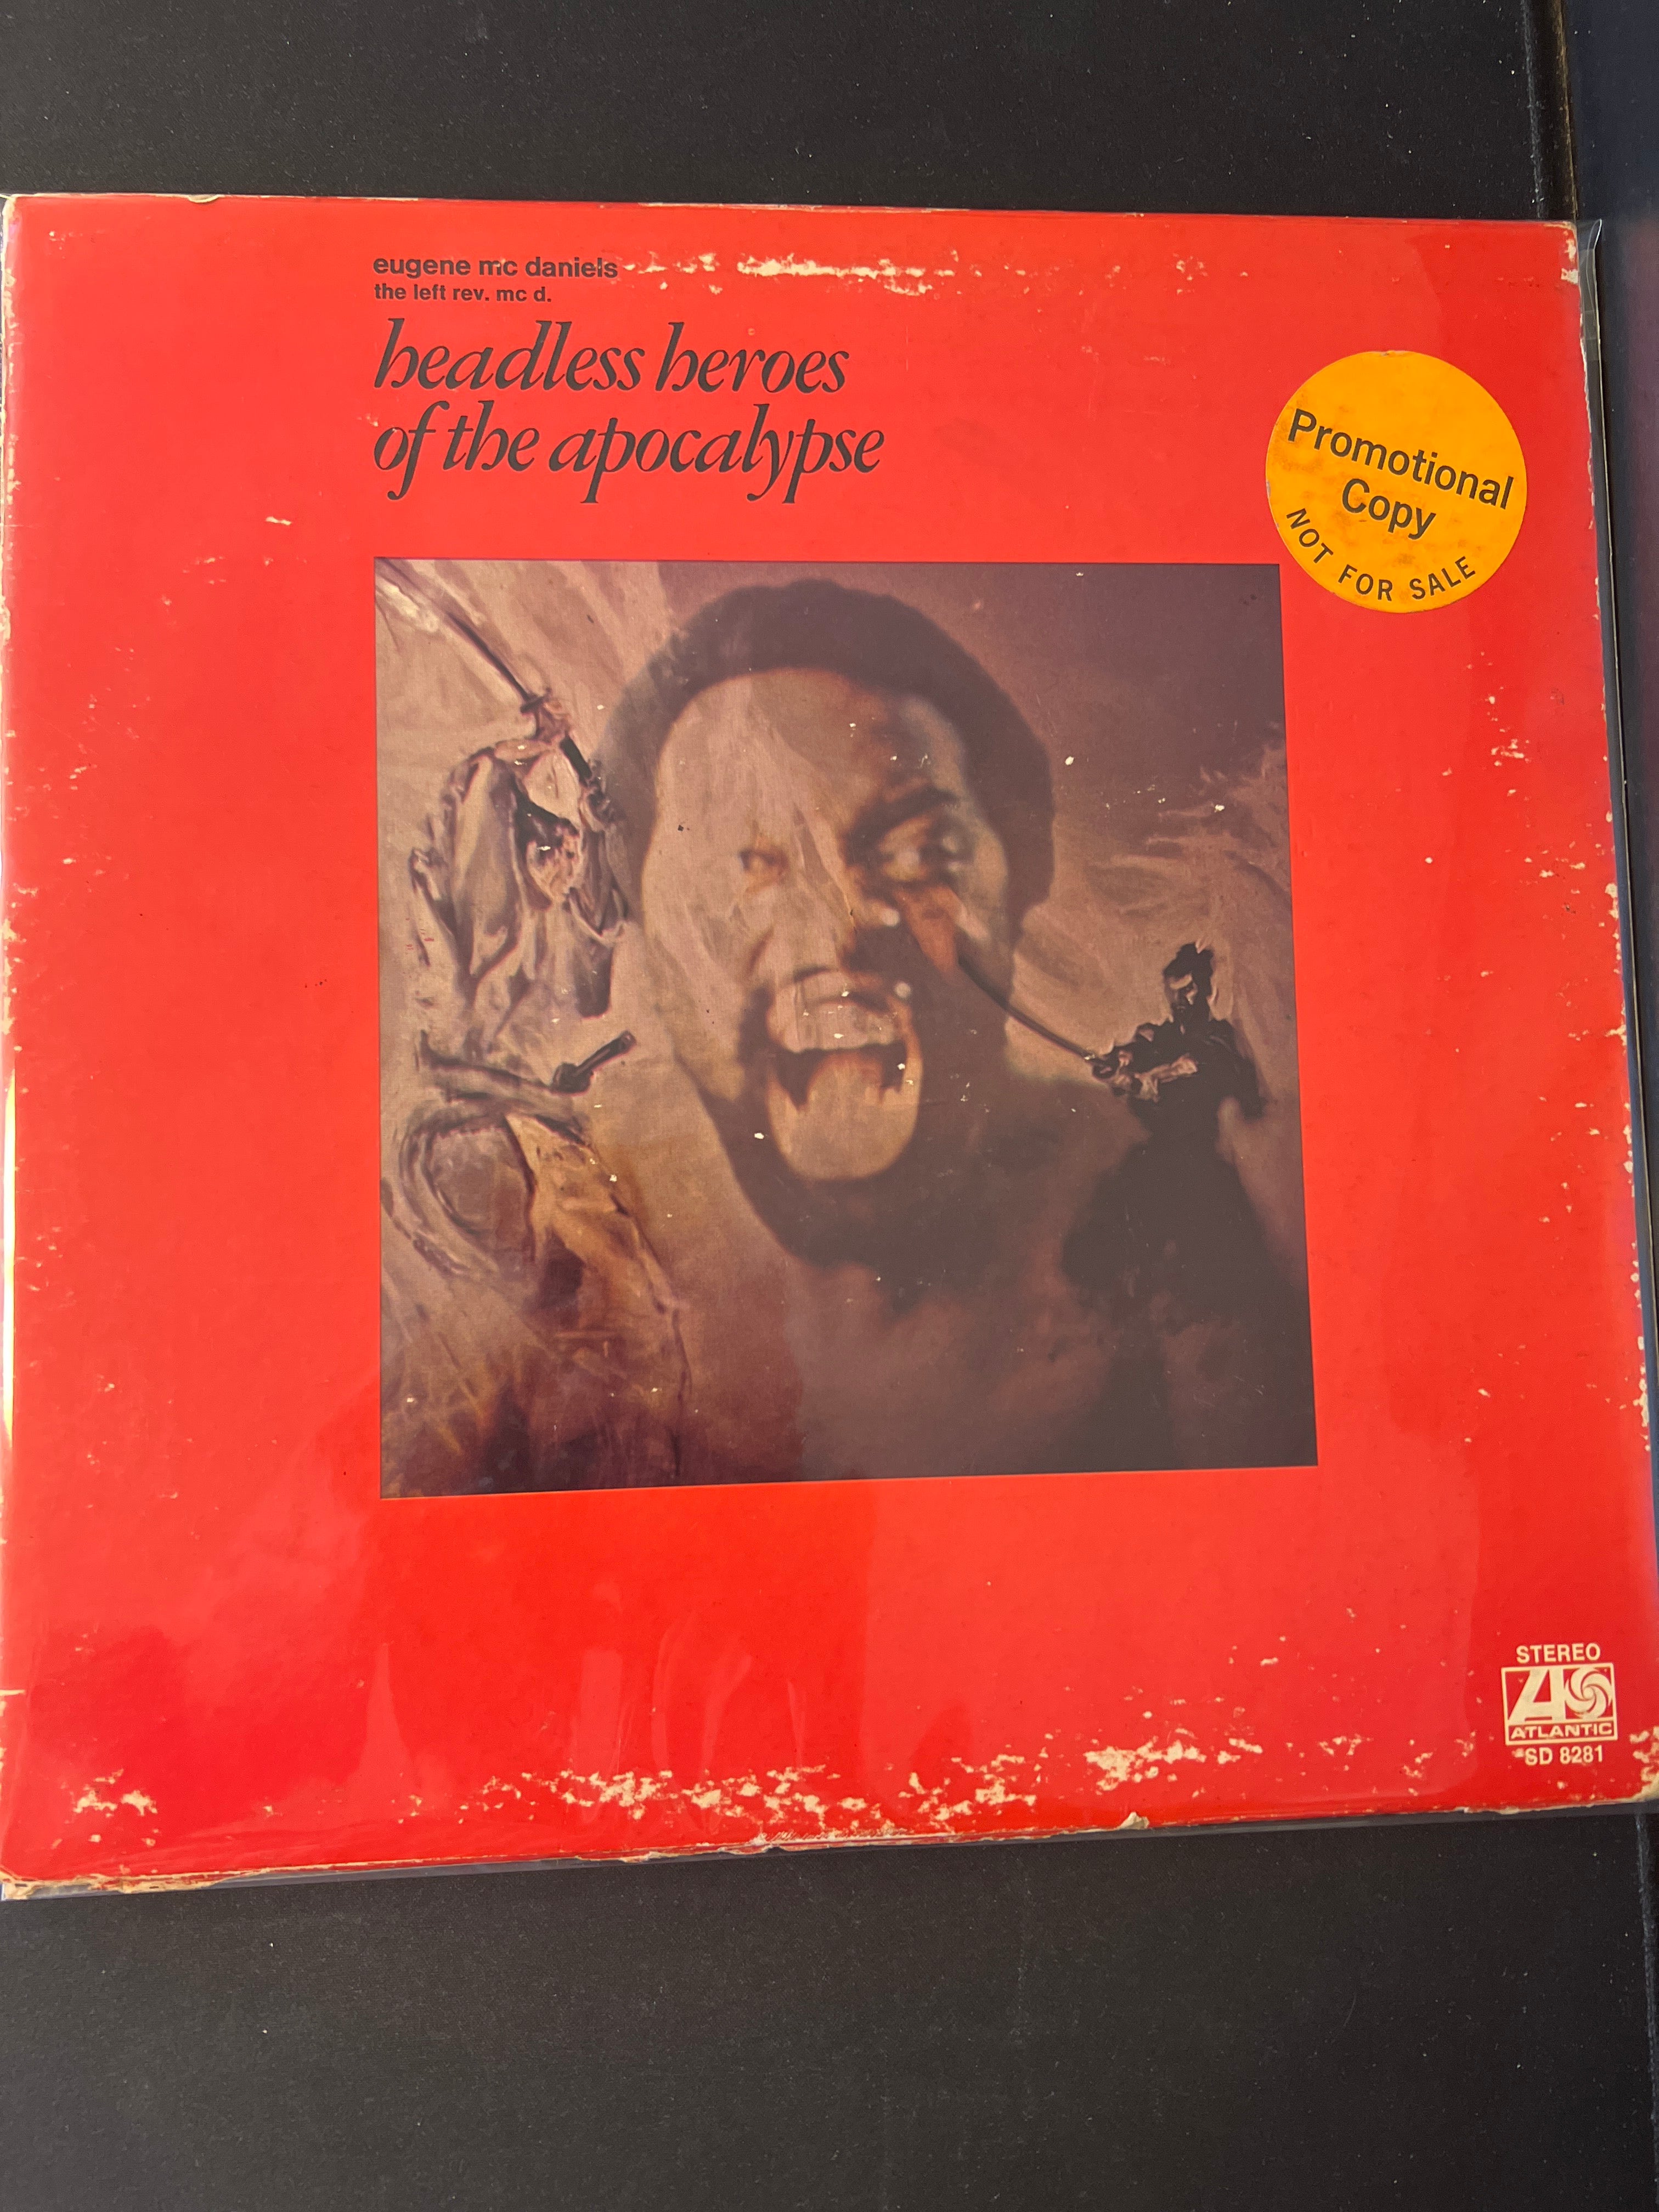 eugene mc daniels
the left rev. mc d.
headless heroes
of the apocalypse
Promotional
Copy
NOT FOR SALE
STEREO
ATLANTIC
SD 8281